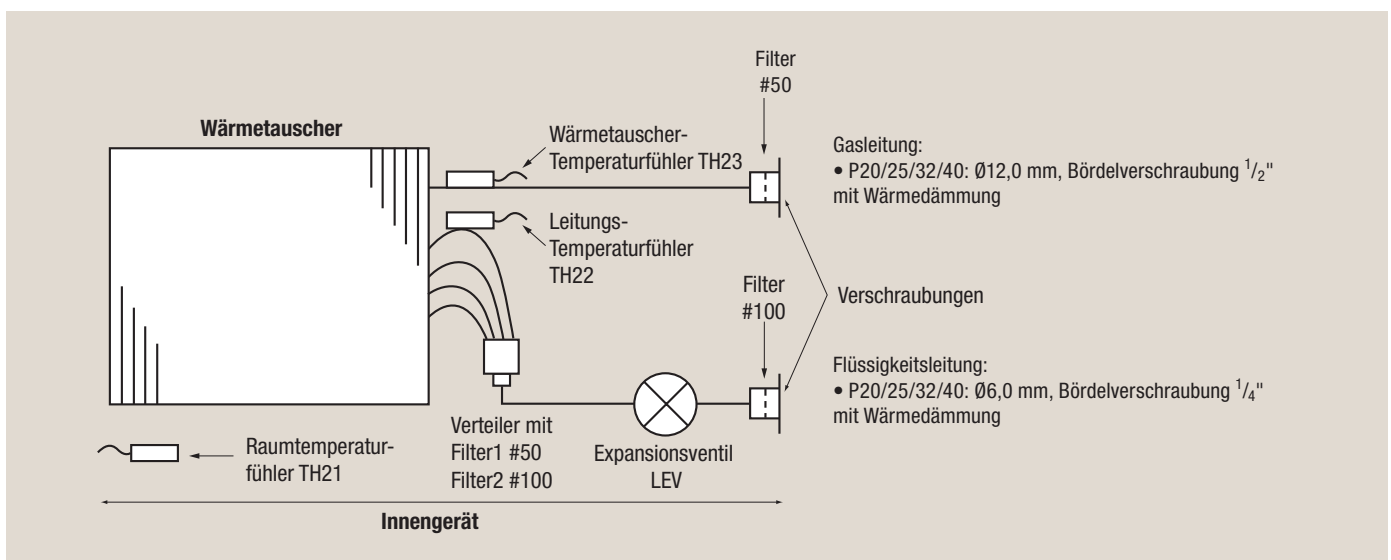 Filter
#50
Wärmetauscher
Wärmetauscher-
Temperaturfühler TH23
Gasleitung:
• P20/25/32/40: Ø12,0 mm, Bördelverschraubung 1/2"
mit Wärmedämmung
Leitungs-
Temperaturfühler
TH22
Filter
#100
Verschraubungen
Flüssigkeitsleitung:
• P20/25/32/40: Ø6,0 mm, Bördelverschraubung 1/4"
mit Wärmedämmung
Verteiler mit
Filter1 #50
Filter2 #100
Expansionsventil
LEV
Raumtemperatur-
fühler TH21
Innengerät